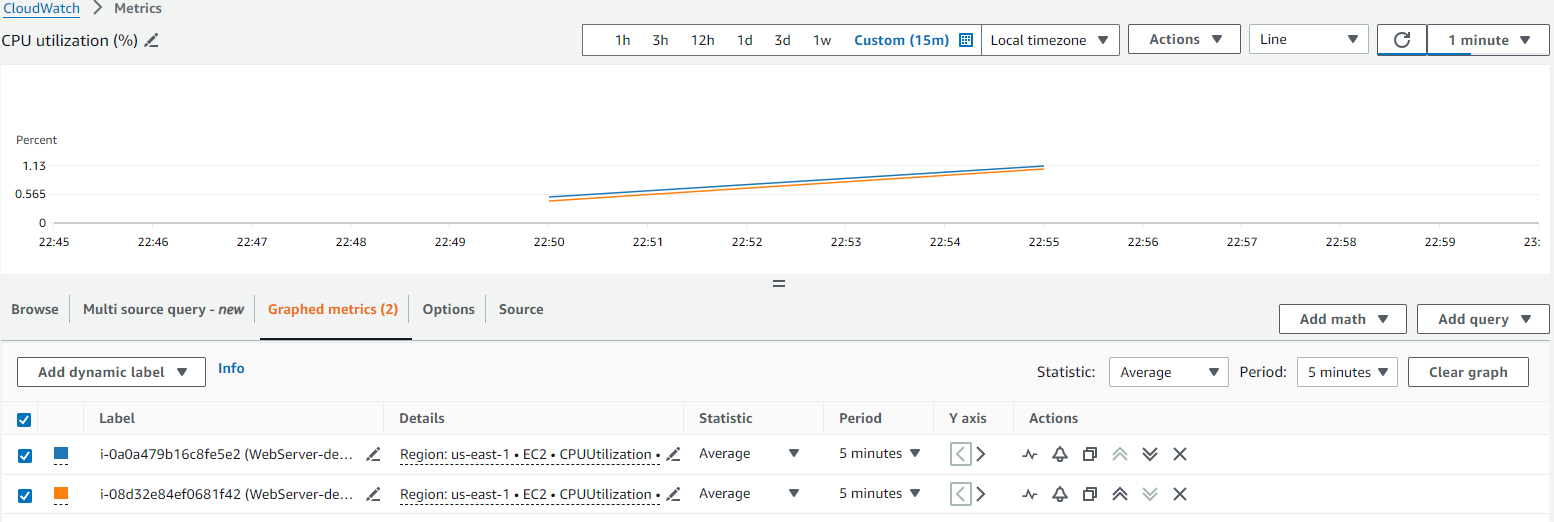 CloudWatch > Metrics
CPU utilization (%)
1h 3h 12h 1d 3d 1w Custom (15m) Local timezone Actions Line 1 minute
Percent
1.13
0.565
0
22:45 22:46 22:47 22:48 22:49 22:50 22:51 22:52 22:53 22:54 22:55 22:56 22:57 22:58 22:59 23:
Browse Multi source query - new Graphed metrics (2) Options Source
Add math Add query
Add dynamic label Info Statistic: Average Period: 5 minutes Clear graph
Label Details Statistic Period Y axis Actions
i-0a0a479b16c8fe5e2 (WebServer-de... Region: us-east-1 • EC2 • CPUUtilization • Average 5 minutes < >
i-08d32e84ef0681f42 (WebServer-de... Region: us-east-1 • EC2 • CPUUtilization • Average 5 minutes < >